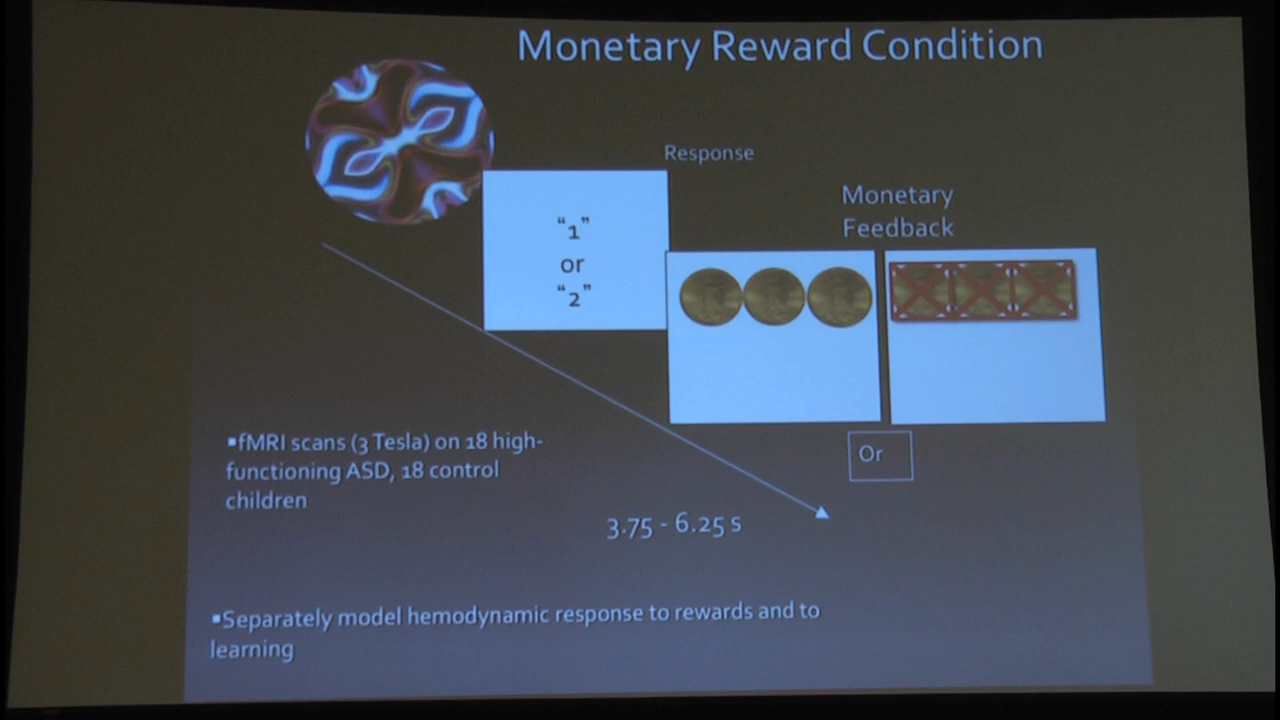 Monetary Reward Condition
Response
“1”
or
“2”
Monetary
Feedback
Or
▪fMRI scans (3 Tesla) on 18 high-
functioning ASD, 18 control
children
3.75 - 6.25 s
▪Separately model hemodynamic response to rewards and to
learning